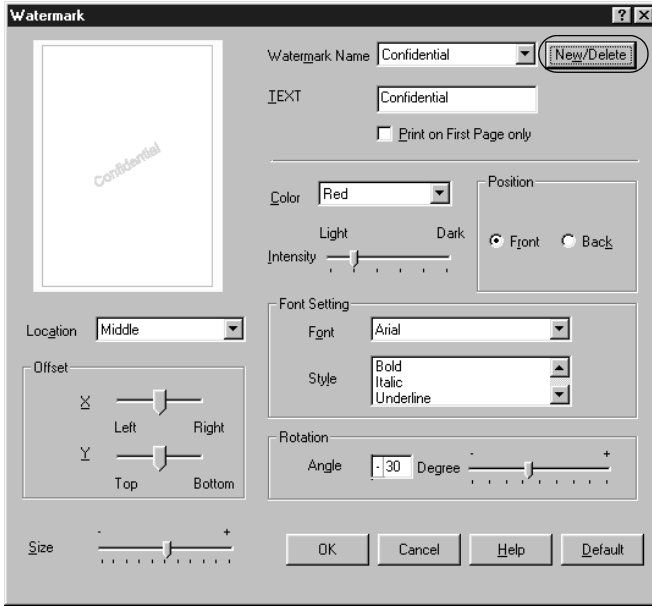 Watermark
? X
Watermark Name Confidential New/Delete
TEXT Confidential
Print on First Page only
Confidential
Color Red
Light Dark
Intensity
Position
Front Back
Location Middle
Offset
X
Left Right
Y
Top Bottom
Size - +
Font Setting
Font Arial
Style Bold
Italic
Underline
Rotation
Angle - 30 Degree - +
OK Cancel Help Default